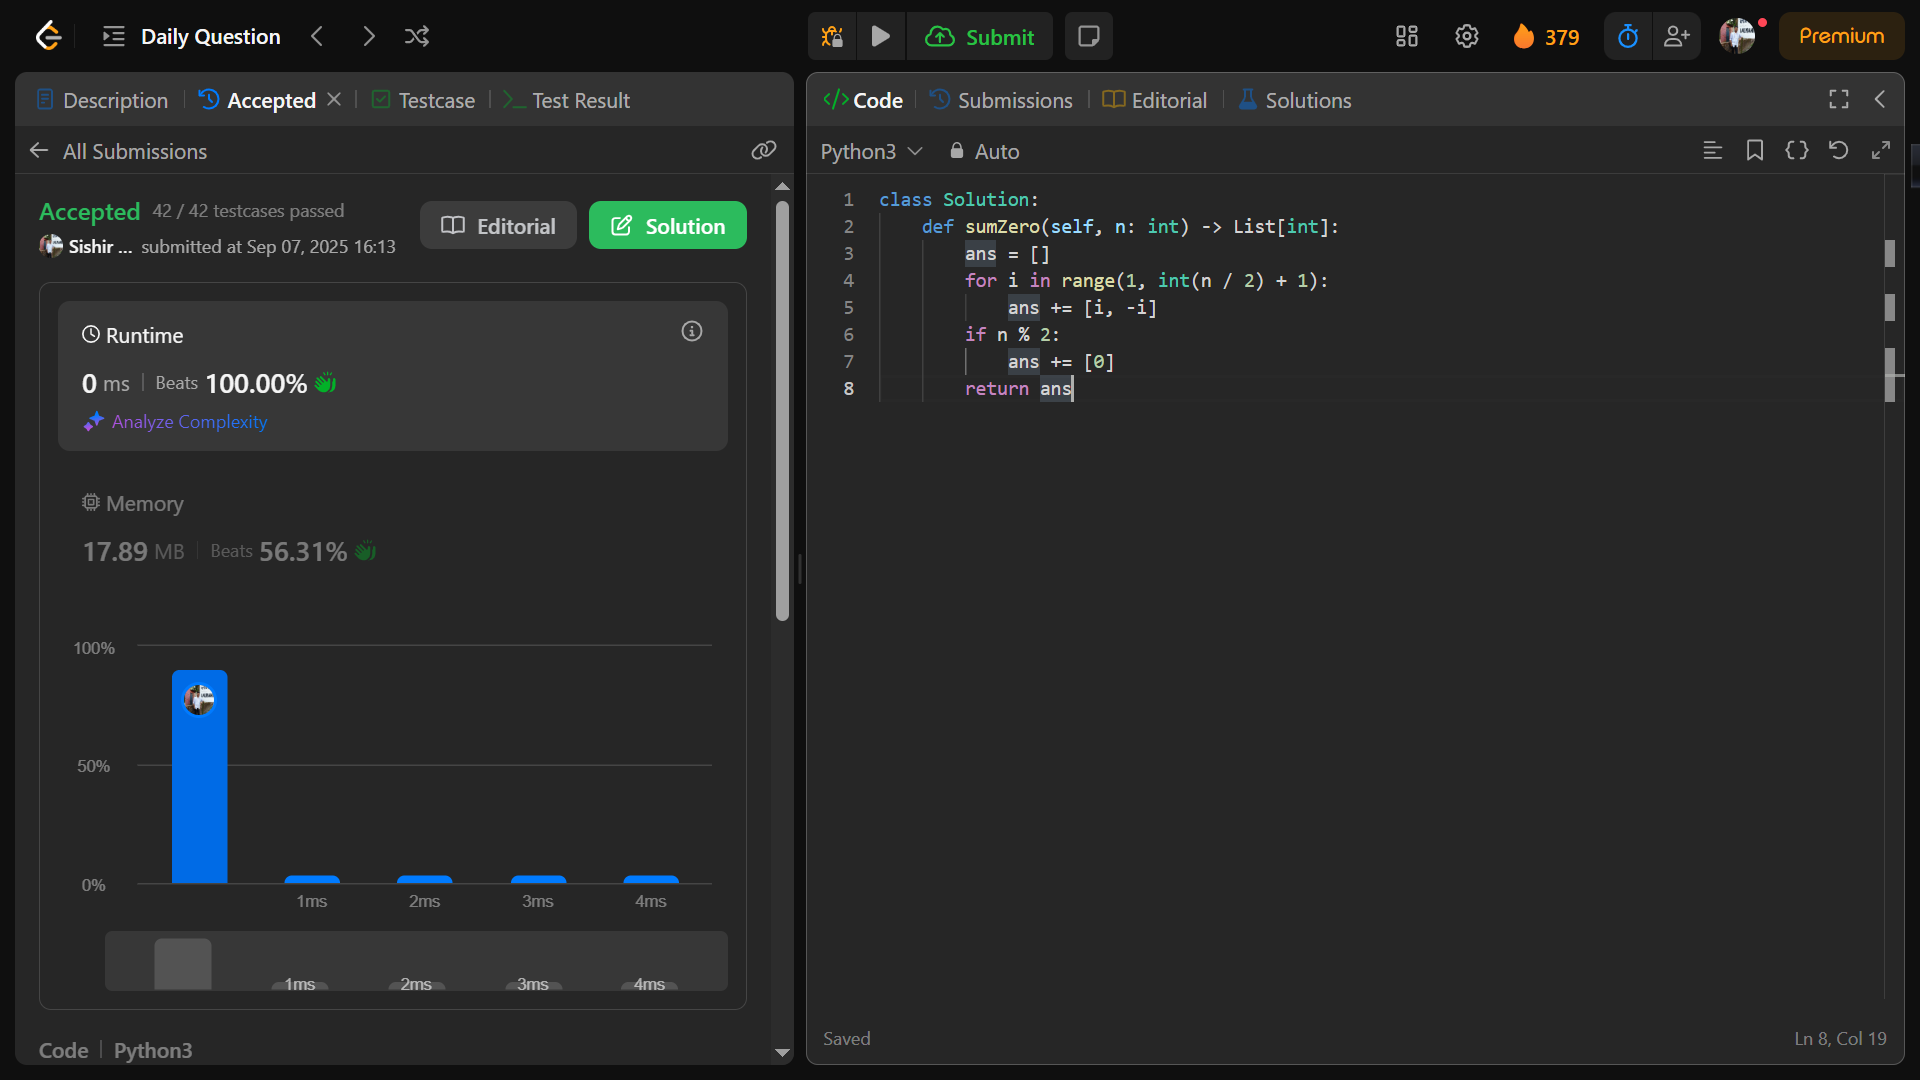 Daily Question
Submit
379
Premium
Description
Accepted
Testcase
Test Result
All Submissions
Accepted 42 / 42 testcases passed
Sishir ... submitted at Sep 07, 2025 16:13
Editorial
Solution
Runtime
0 ms Beats 100.00%
Analyze Complexity
Memory
17.89 MB Beats 56.31%
100%
50%
0%
1ms 2ms 3ms 4ms
1ms 2ms 3ms 4ms
Code Python3
</> Code
Submissions
Editorial
Solutions
Python3
Auto
1 class Solution:
2 def sumZero(self, n: int) -> List[int]:
3 ans = []
4 for i in range(1, int(n / 2) + 1):
5 ans += [i, -i]
6 if n % 2:
7 ans += [0]
8 return ans
Saved
Ln 8, Col 19